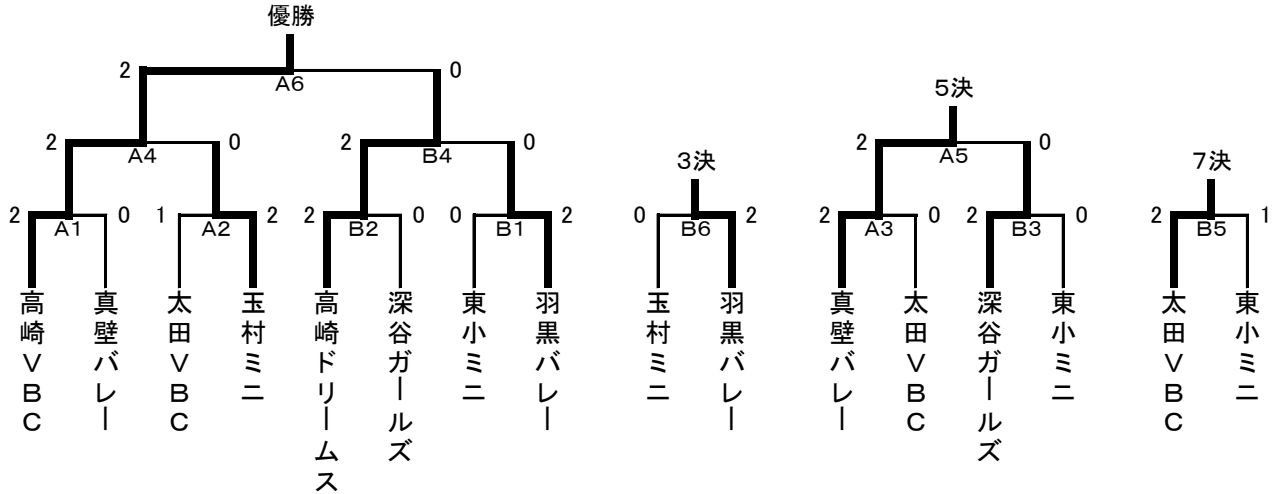 優勝
2 A6 0
5決
2 A4 0 2 B4 0 2 A5 0
3決 7決
2 A1 0 1 A2 2 2 B2 0 0 B1 2 0 B6 2 2 A3 0 2 B3 0 2 B5 1
高崎VBC
真壁バレー
太田VBC
玉村ミニ
高崎ドリームス
深谷ガールズ
東小ミニ
羽黒バレー
玉村ミニ
羽黒バレー
真壁バレー
太田VBC
深谷ガールズ
東小ミニ
太田VBC
東小ミニ